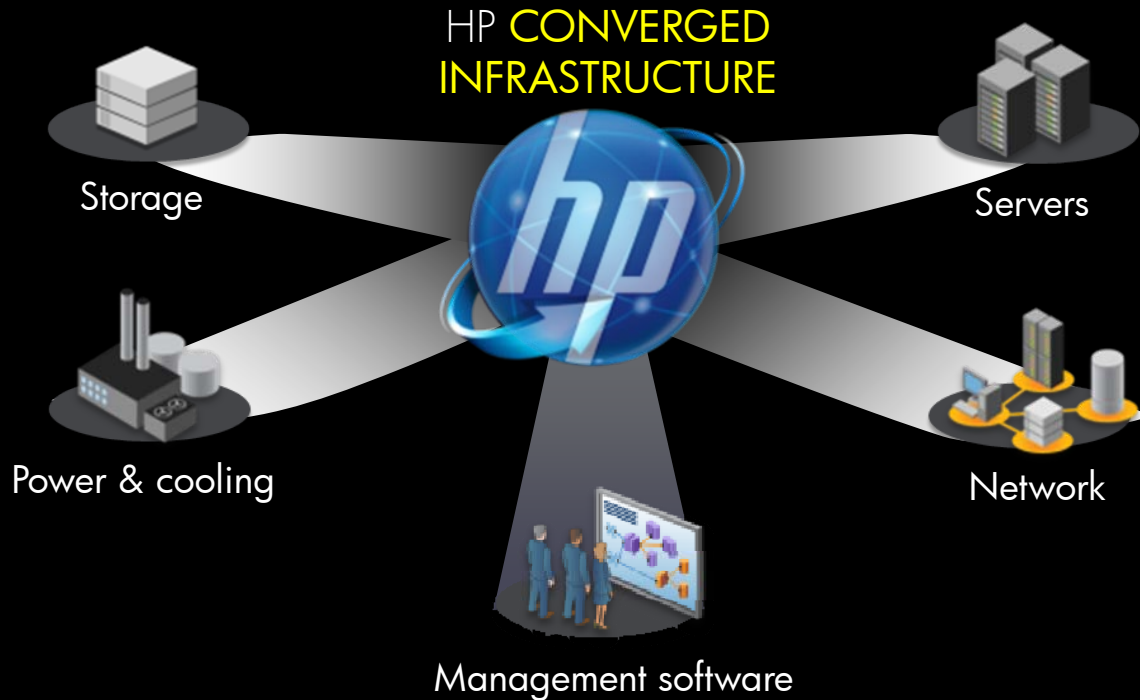 HP CONVERGED
INFRASTRUCTURE
Storage
Servers
hp
Power & cooling
Network
Management software